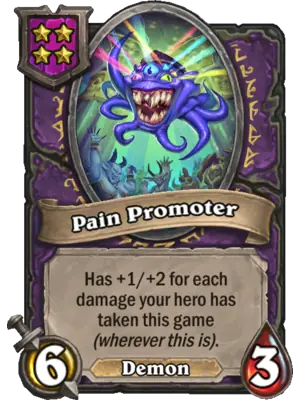 Pain Promoter
Has +1/+2 for each
damage your hero has
taken this game
(wherever this is).
Demon
6
3